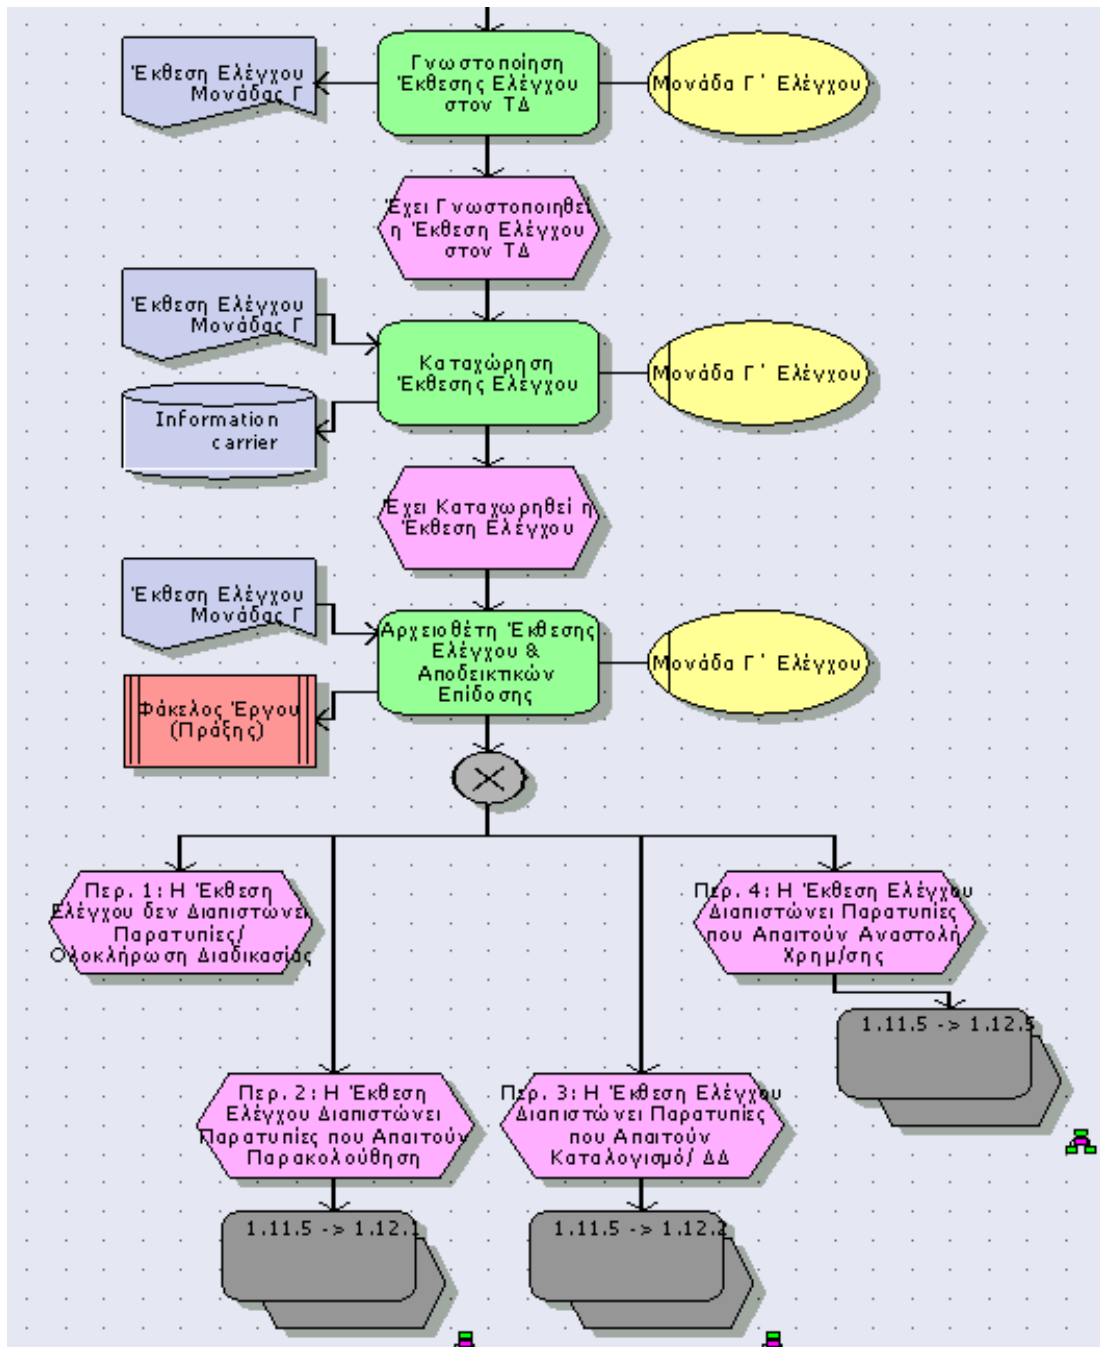 Έκθεση Ελέγχου
Μονάδας Γ
Γνωστοποίηση
Έκθεσης Ελέγχου
στον ΤΔ
Μονάδα Γ΄ Ελέγχου
Έχει Γνωστοποιηθεί
η Έκθεση Ελέγχου
στον ΤΔ
Έκθεση Ελέγχου
Μονάδας Γ
Καταχώρηση
Έκθεσης Ελέγχου
Μονάδα Γ΄ Ελέγχου
Information
carrier
Έχει Καταχωρηθεί η
Έκθεση Ελέγχου
Έκθεση Ελέγχου
Μονάδας Γ
Αρχειοθέτη Έκθεσης
Ελέγχου &
Αποδεικτικών
Επίδοσης
Μονάδα Γ΄ Ελέγχου
Φάκελος Έργου
(Πράξης)
Περ. 1: Η Έκθεση
Ελέγχου δεν Διαπιστώνει
Παρατυπίες/
Ολοκλήρωση Διαδικασίας
Περ. 4: Η Έκθεση Ελέγχου
Διαπιστώνει Παρατυπίες
που Απαιτούν Αναστολή
Χρημ/σης
1.11.5 -> 1.12.5
Περ. 2: Η Έκθεση
Ελέγχου Διαπιστώνει
Παρατυπίες που Απαιτούν
Παρακολούθηση
Περ. 3: Η Έκθεση Ελέγχου
Διαπιστώνει Παρατυπίες
που Απαιτούν
Καταλογισμό/ ΔΔ
1.11.5 -> 1.12.1
1.11.5 -> 1.12.2